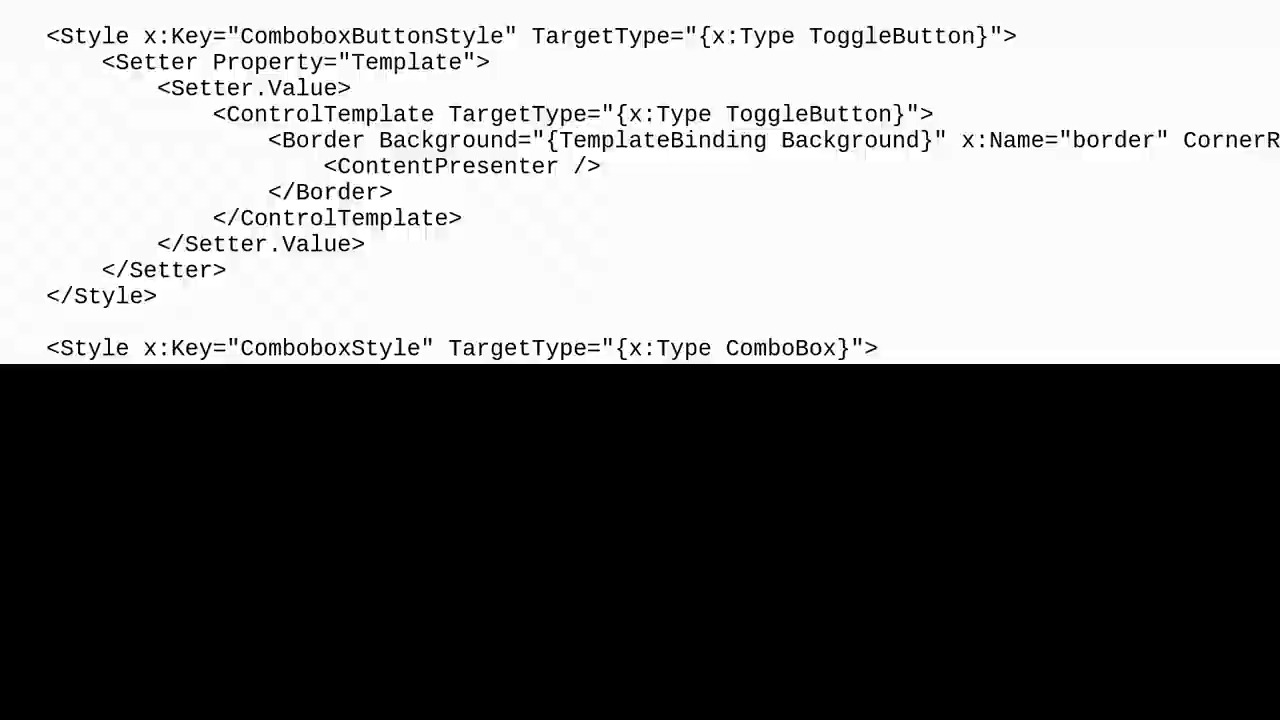 <Style x:Key="ComboboxButtonStyle" TargetType="{x:Type ToggleButton}">
    <Setter Property="Template">
        <Setter.Value>
            <ControlTemplate TargetType="{x:Type ToggleButton}">
                <Border Background="{TemplateBinding Background}" x:Name="border" CornerR
                    <ContentPresenter />
                </Border>
            </ControlTemplate>
        </Setter.Value>
    </Setter>
</Style>

<Style x:Key="ComboboxStyle" TargetType="{x:Type ComboBox}">